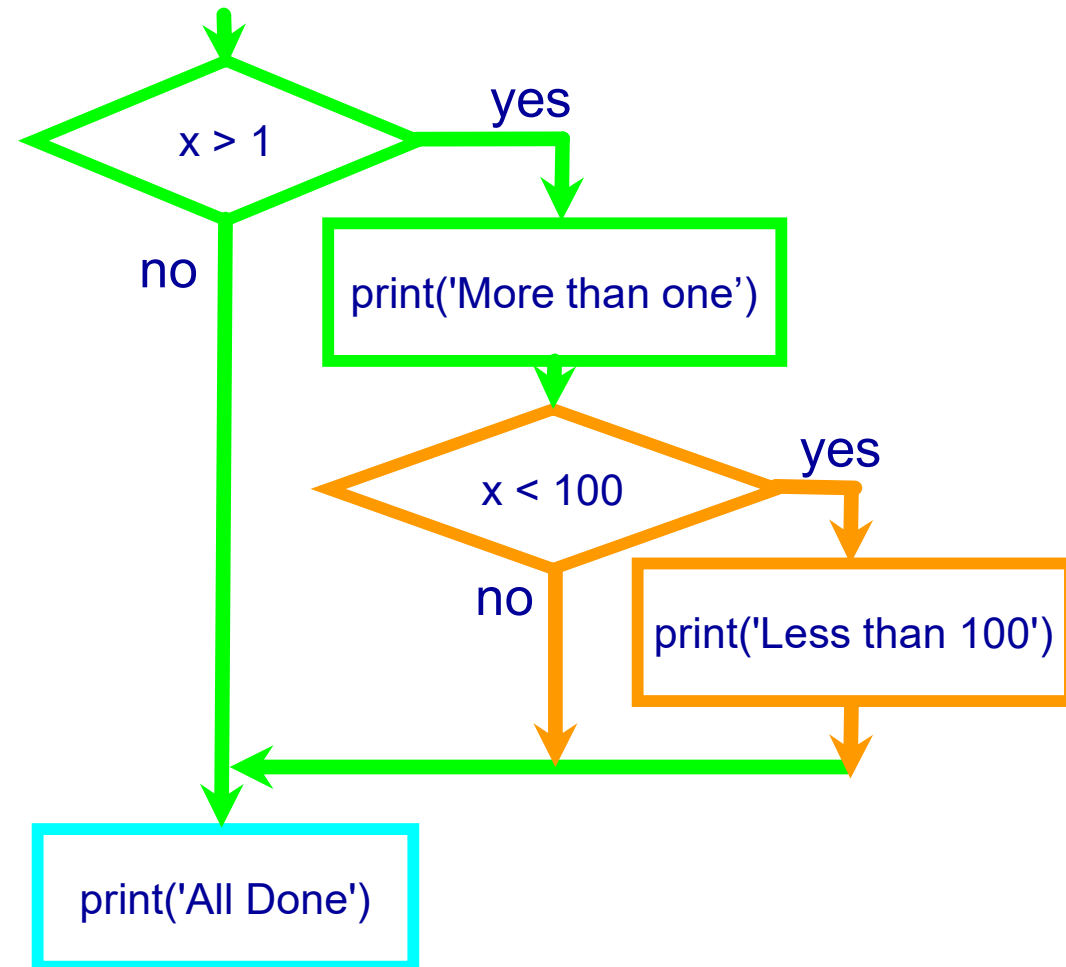 yes
x > 1
no
print('More than one’)
yes
x < 100
no
print('Less than 100')
print('All Done')